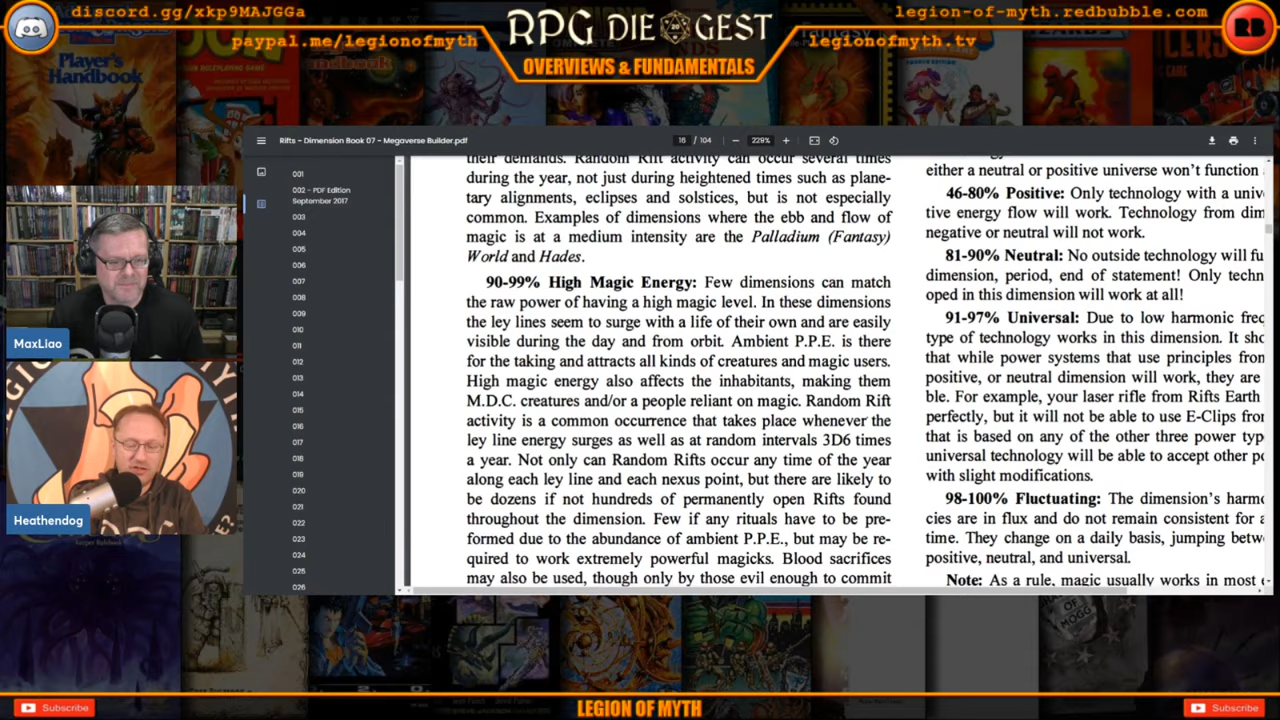 discord.gg/xkp9MAJGGa
paypal.me/legionofmyth
RPG DIE GEST
OVERVIEWS & FUNDAMENTALS
legion-of-myth.redbubble.com
legionofmyth.tv
RB
Player's
Handbook
Rifts - Dimension Book 07 - Megaverse Builder.pdf
16 / 104
229%
001
002 - PDF Edition
September 2017
003
004
005
006
007
008
009
010
011
012
013
014
015
016
017
018
019
020
021
022
023
024
025
026
their demands. Random Rift activity can occur several times
during the year, not just during heightened times such as plane-
tary alignments, eclipses and solstices, but is not especially
common. Examples of dimensions where the ebb and flow of
magic is at a medium intensity are the Palladium (Fantasy)
World and Hades.
90-99% High Magic Energy: Few dimensions can match
the raw power of having a high magic level. In these dimensions
the ley lines seem to surge with a life of their own and are easily
visible during the day and from orbit. Ambient P.P.E. is there
for the taking and attracts all kinds of creatures and magic users.
High magic energy also affects the inhabitants, making them
M.D.C. creatures and/or a people reliant on magic. Random Rift
activity is a common occurrence that takes place whenever the
ley line energy surges as well as at random intervals 3D6 times
a year. Not only can Random Rifts occur any time of the year
along each ley line and each nexus point, but there are likely to
be dozens if not hundreds of permanently open Rifts found
throughout the dimension. Few if any rituals have to be pre-
formed due to the abundance of ambient P.P.E., but may be re-
quired to work extremely powerful magicks. Blood sacrifices
may also be used, though only by those evil enough to commit
either a neutral or positive universe won't function
46-80% Positive: Only technology with a univ
tive energy flow will work. Technology from dim
negative or neutral will not work.
81-90% Neutral: No outside technology will fu
dimension, period, end of statement! Only techn
oped in this dimension will work at all!
91-97% Universal: Due to low harmonic freq
type of technology works in this dimension. It sho
that while power systems that use principles from
positive, or neutral dimension will work, they are
ble. For example, your laser rifle from Rifts Earth
perfectly, but it will not be able to use E-Clips from
that is based on any of the other three power typ
universal technology will be able to accept other po
with slight modifications.
98-100% Fluctuating: The dimension's harmo
cies are in flux and do not remain consistent for a
time. They change on a daily basis, jumping betw
positive, neutral, and universal.
Note: As a rule, magic usually works in most d
MaxLiao
Heathendog
Subscribe
LEGION OF MYTH
Subscribe